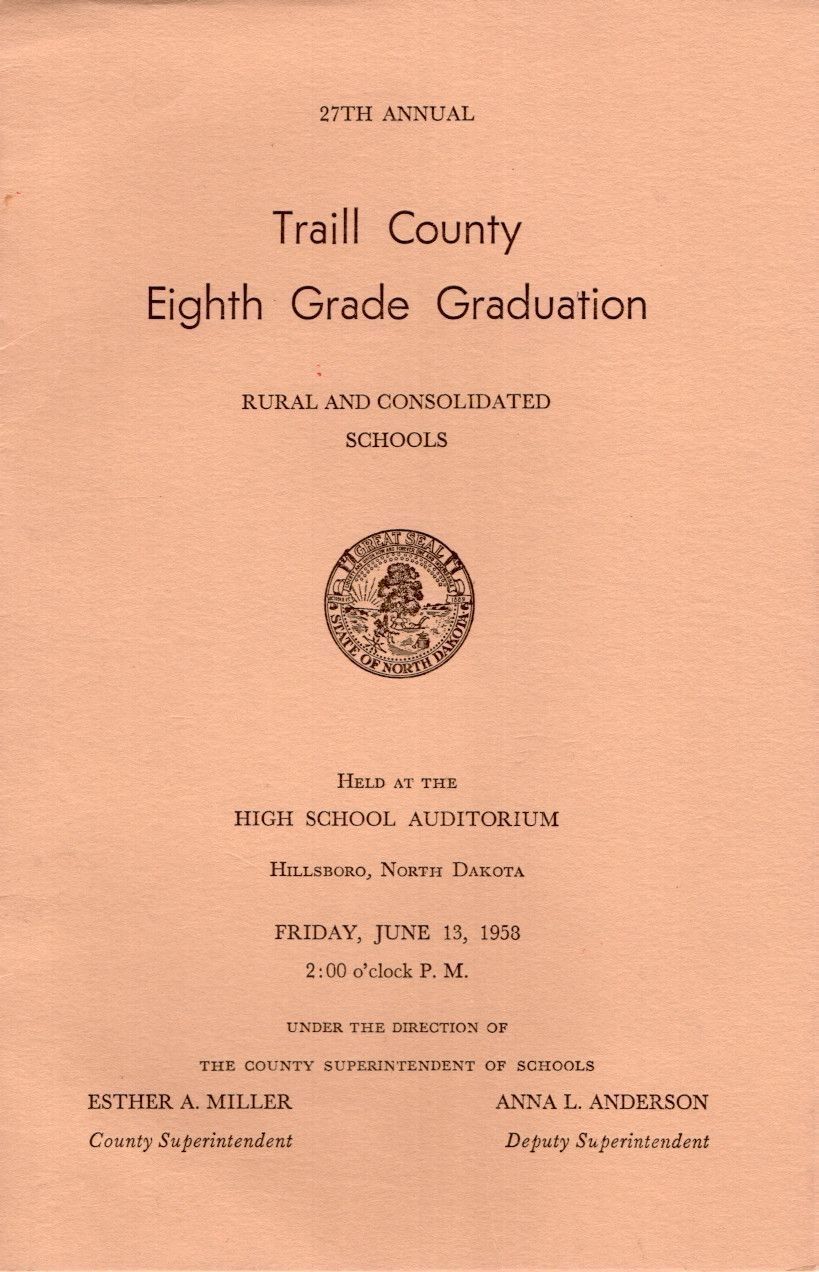 27TH ANNUAL
Traill County
Eighth Grade Graduation
RURAL AND CONSOLIDATED
SCHOOLS
GREAT SEAL
STATE OF NORTH DAKOTA
HELD AT THE
HIGH SCHOOL AUDITORIUM
HILLSBORO, NORTH DAKOTA
FRIDAY, JUNE 13, 1958
2:00 o'clock P. M.
UNDER THE DIRECTION OF
THE COUNTY SUPERINTENDENT OF SCHOOLS
ESTHER A. MILLER ANNA L. ANDERSON
County Superintendent Deputy Superintendent